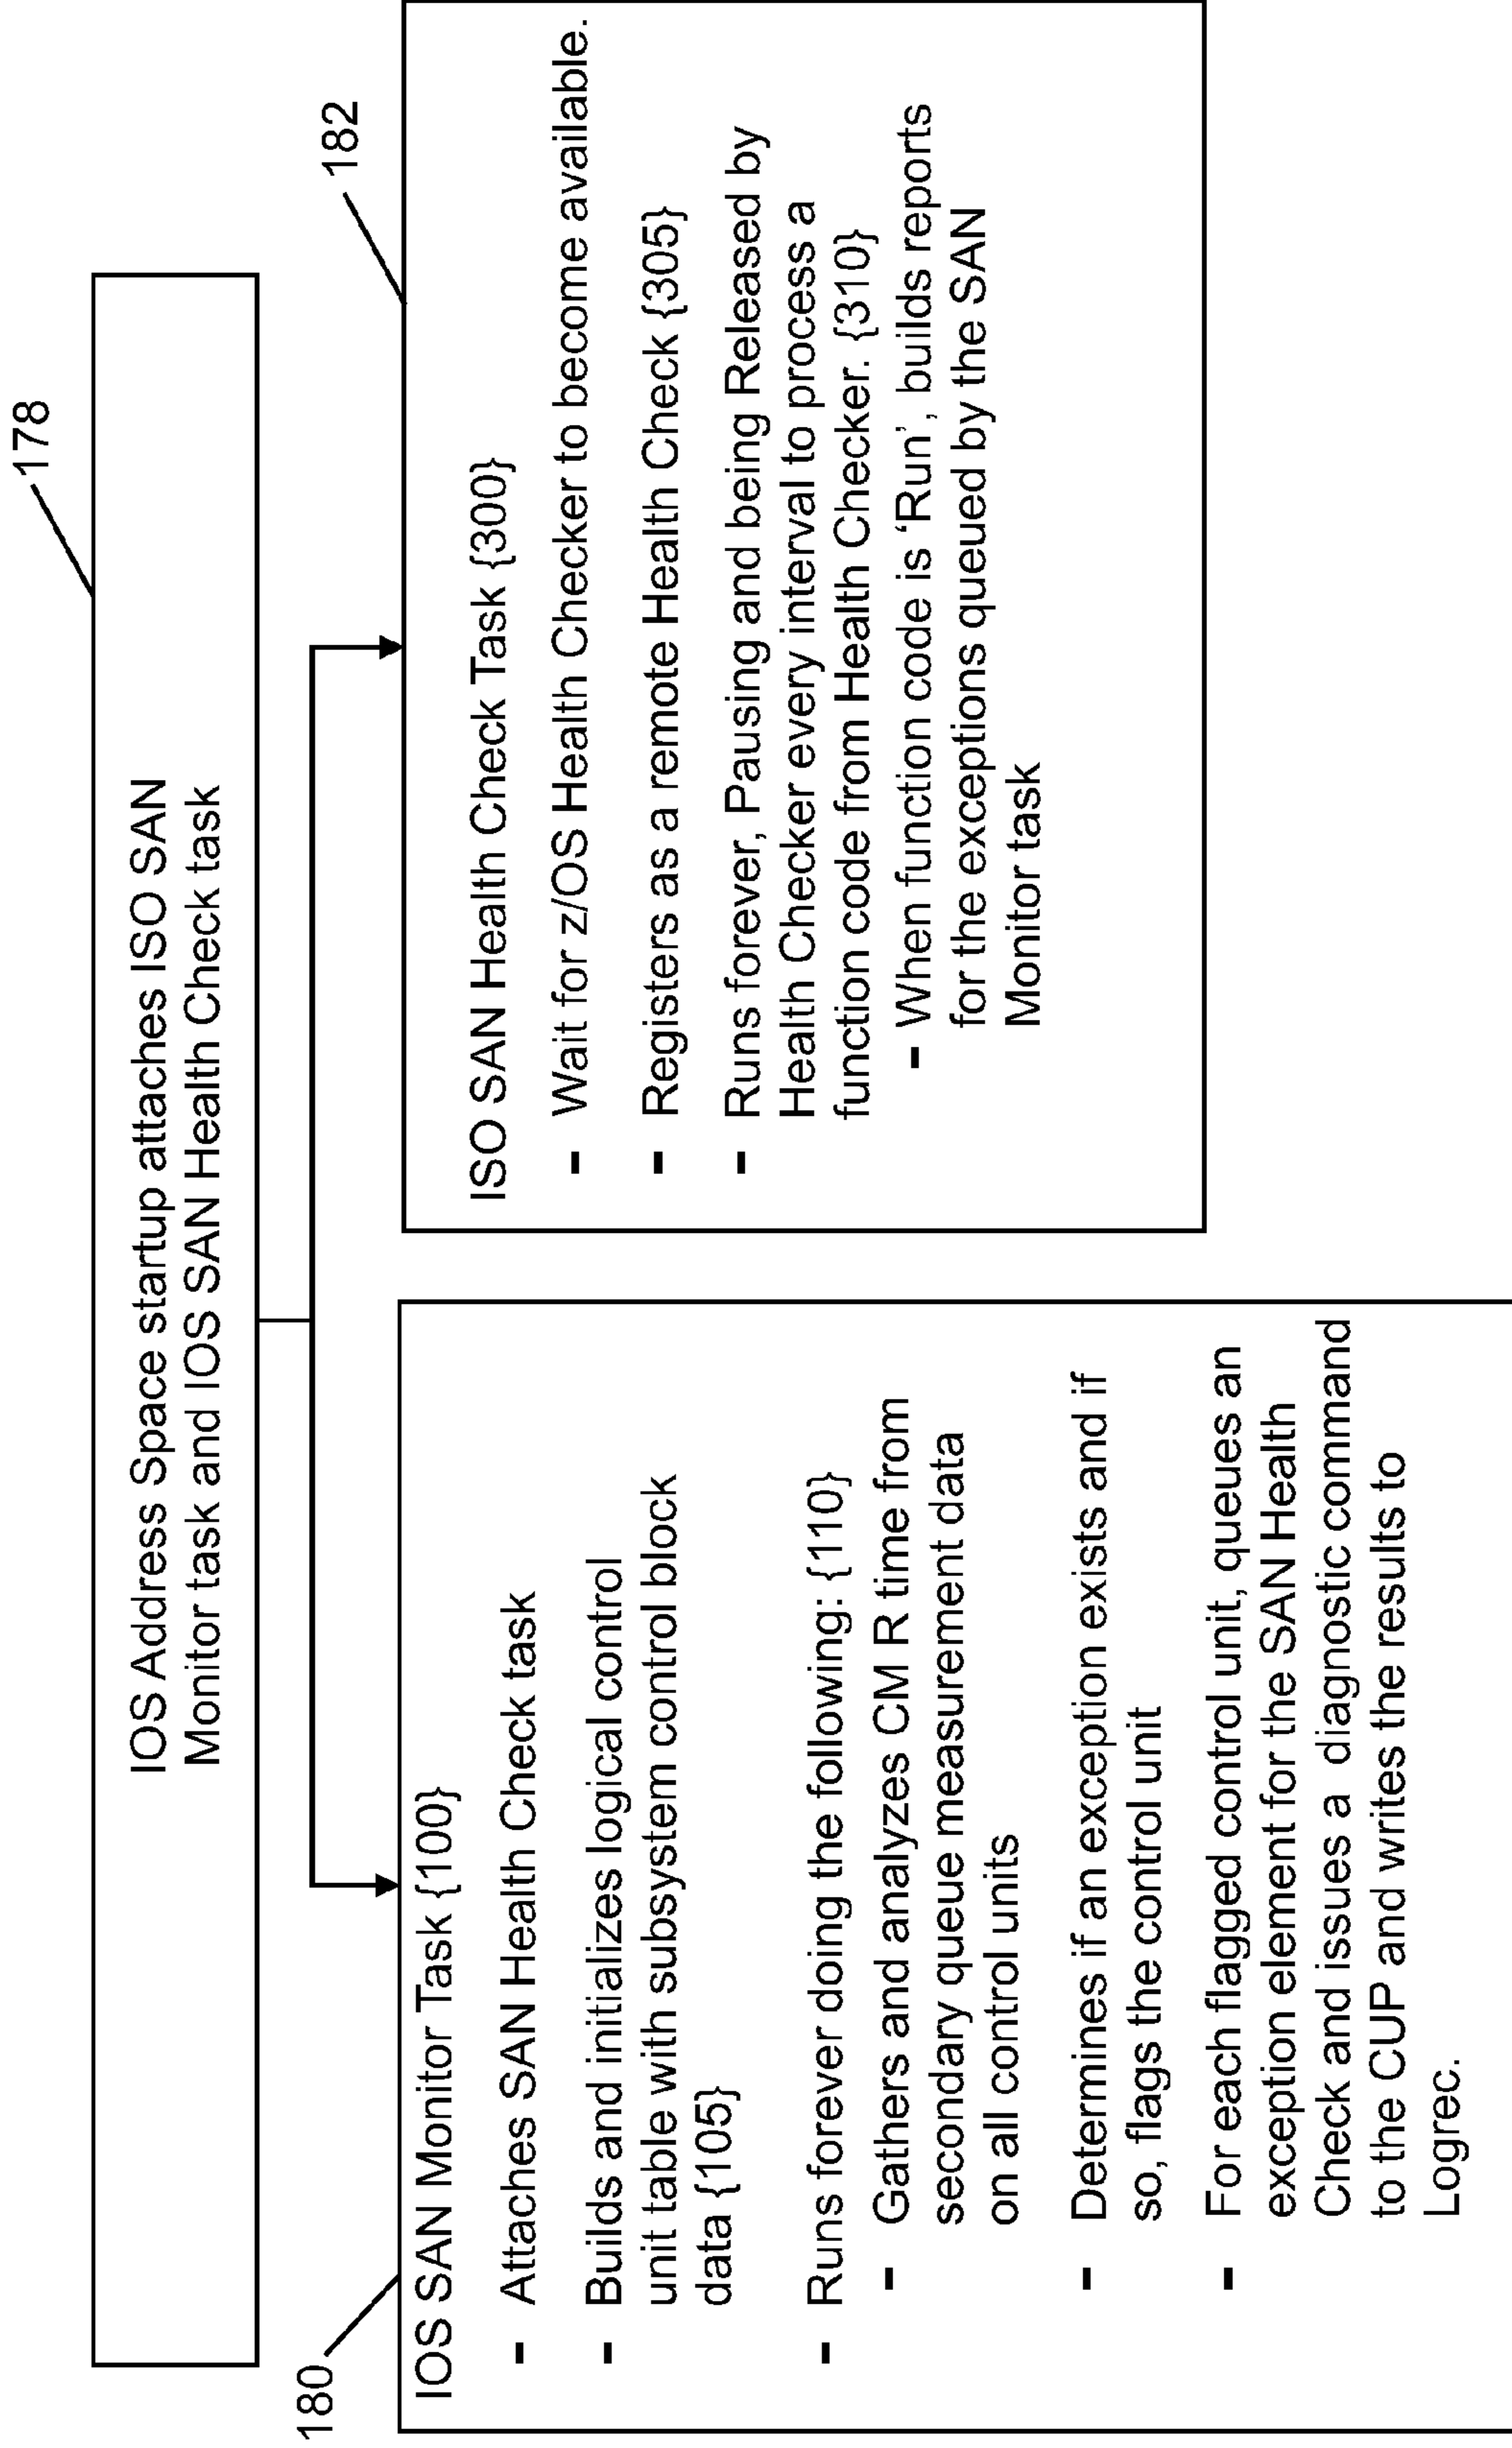 178
IOS Address Space startup attaches ISO SAN
Monitor task and IOS SAN Health Check task
180
IOS SAN Monitor Task {100}
- Attaches SAN Health Check task
- Builds and initializes logical control
unit table with subsystem control block
data {105}
- Runs forever doing the following: {110}
- Gathers and analyzes CM R time from
secondary queue measurement data
on all control units
- Determines if an exception exists and if
so, flags the control unit
- For each flagged control unit, queues an
exception element for the SAN Health
Check and issues a diagnostic command
to the CUP and writes the results to
Logrec.
182
ISO SAN Health Check Task {300}
- Wait for z/OS Health Checker to become available.
- Registers as a remote Health Check {305}
- Runs forever, Pausing and being Released by
Health Checker every interval to process a
function code from Health Checker. {310}
- When function code is ‘Run’, builds reports
for the exceptions queued by the SAN
Monitor task